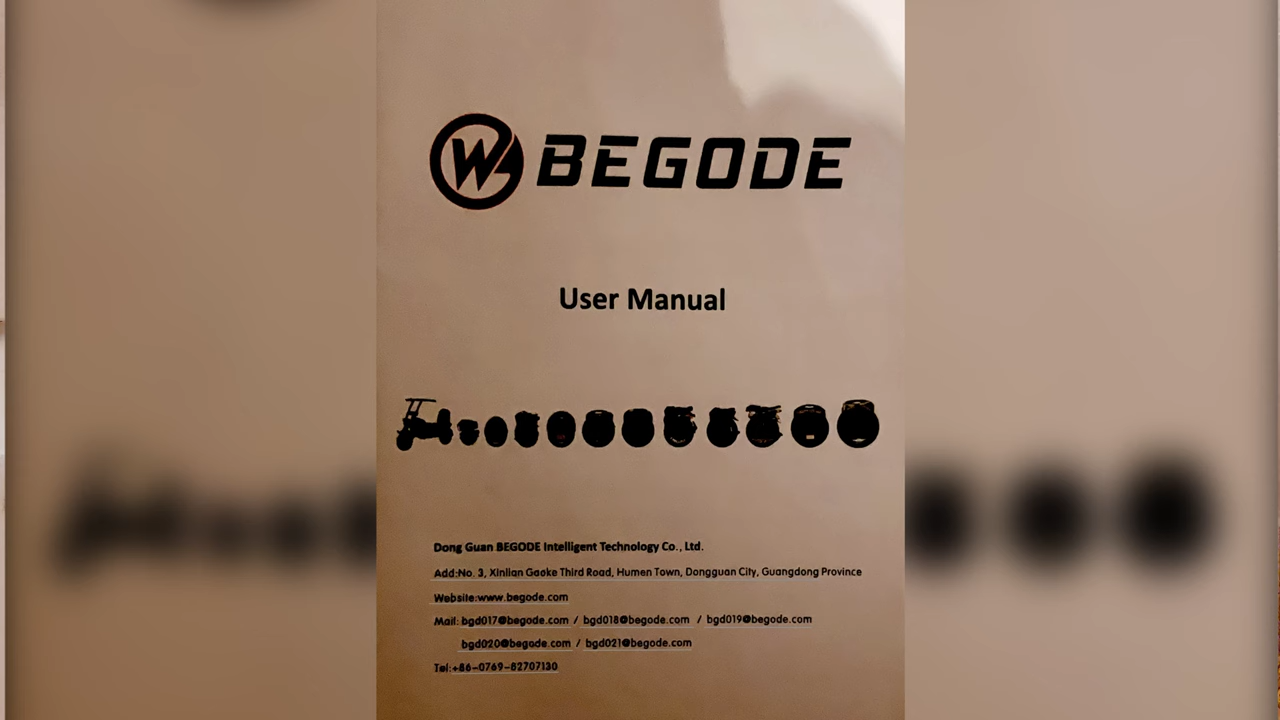 W BEGODE
User Manual
Dong Guan BEGODE Intelligent Technology Co., Ltd.
Add:No. 3, Xinlian Gaoke Third Road, Humen Town, Dongguan City, Guangdong Province
Website:www.begode.com
Mail: bgd017@begode.com / bgd018@begode.com / bgd019@begode.com
bgd020@begode.com / bgd021@begode.com
Tel:+86-0769-82707130